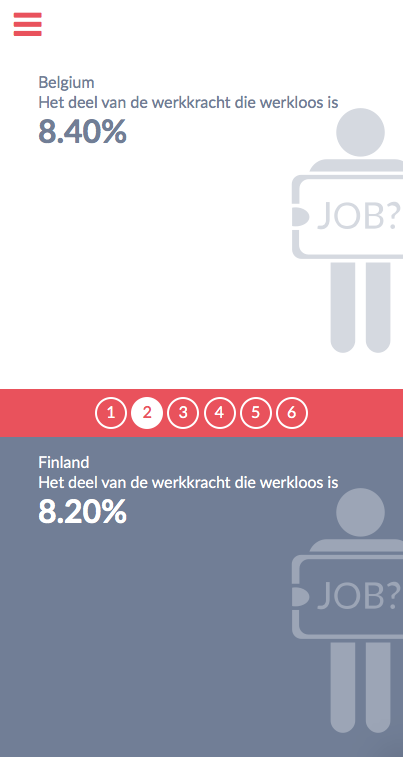 Belgium
Het deel van de werkkracht die werkloos is
8.40%
JOB?
1 2 3 4 5 6
Finland
Het deel van de werkkracht die werkloos is
8.20%
JOB?